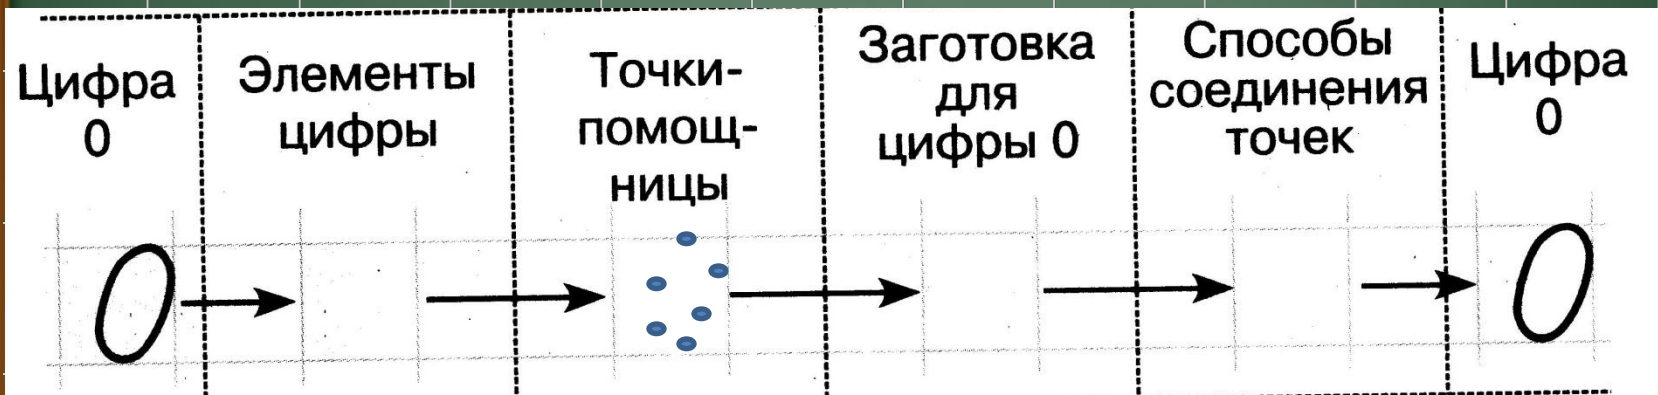 Цифра
0
Элементы
цифры
Точки-
помощ-
ницы
Заготовка
для
цифры 0
Способы
соединения
точек
Цифра
0
0
0